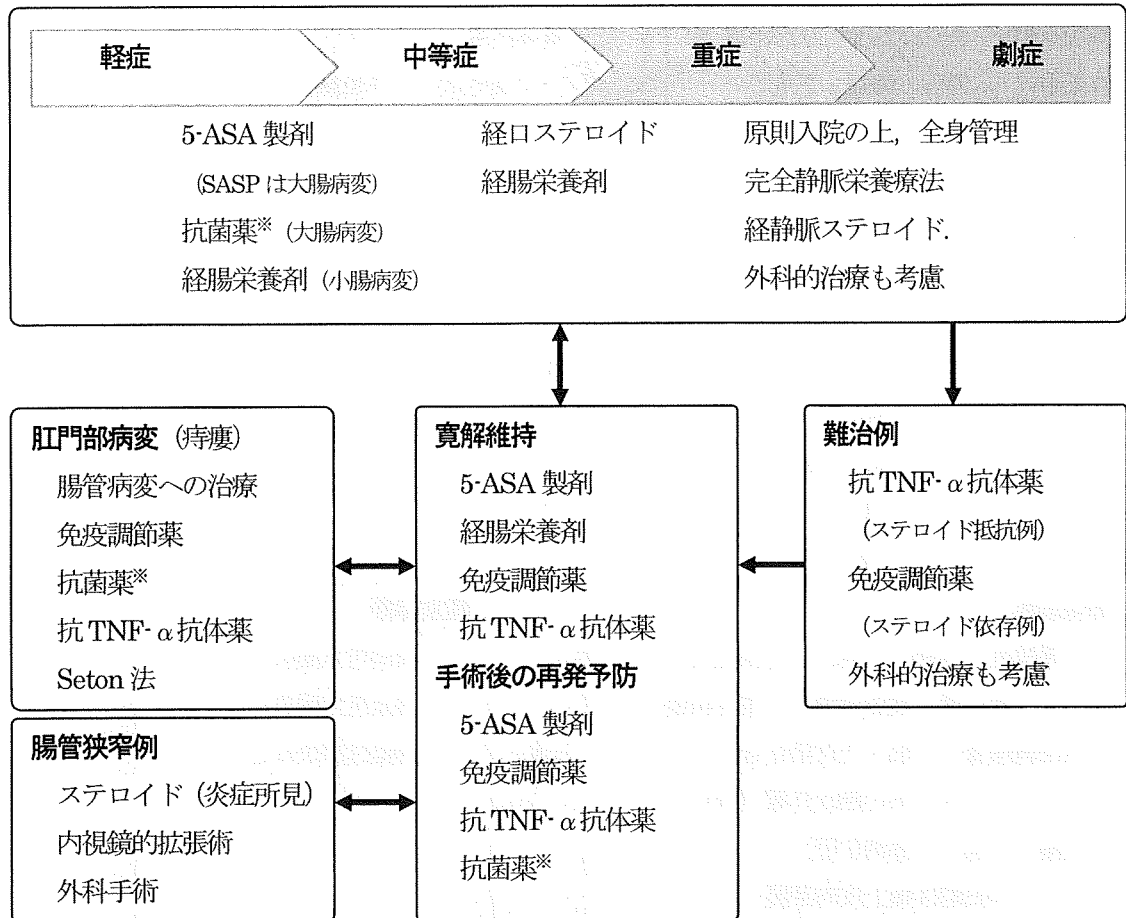 軽症
中等症
重症
劇症
5-ASA 製剤
(SASP は大腸病変)
抗菌薬※ (大腸病変)
経腸栄養剤 (小腸病変)
経口ステロイド
経腸栄養剤
原則入院の上,全身管理
完全静脈栄養療法
経静脈ステロイド.
外科的治療も考慮
肛門部病変 (痔瘻)
腸管病変への治療
免疫調節薬
抗菌薬※
抗 TNF-α抗体薬
Seton 法
腸管狭窄例
ステロイド (炎症所見)
内視鏡的拡張術
外科手術
寛解維持
5-ASA 製剤
経腸栄養剤
免疫調節薬
抗 TNF-α抗体薬
手術後の再発予防
5-ASA 製剤
免疫調節薬
抗 TNF-α抗体薬
抗菌薬※
難治例
抗 TNF-α抗体薬
(ステロイド抵抗例)
免疫調節薬
(ステロイド依存例)
外科的治療も考慮